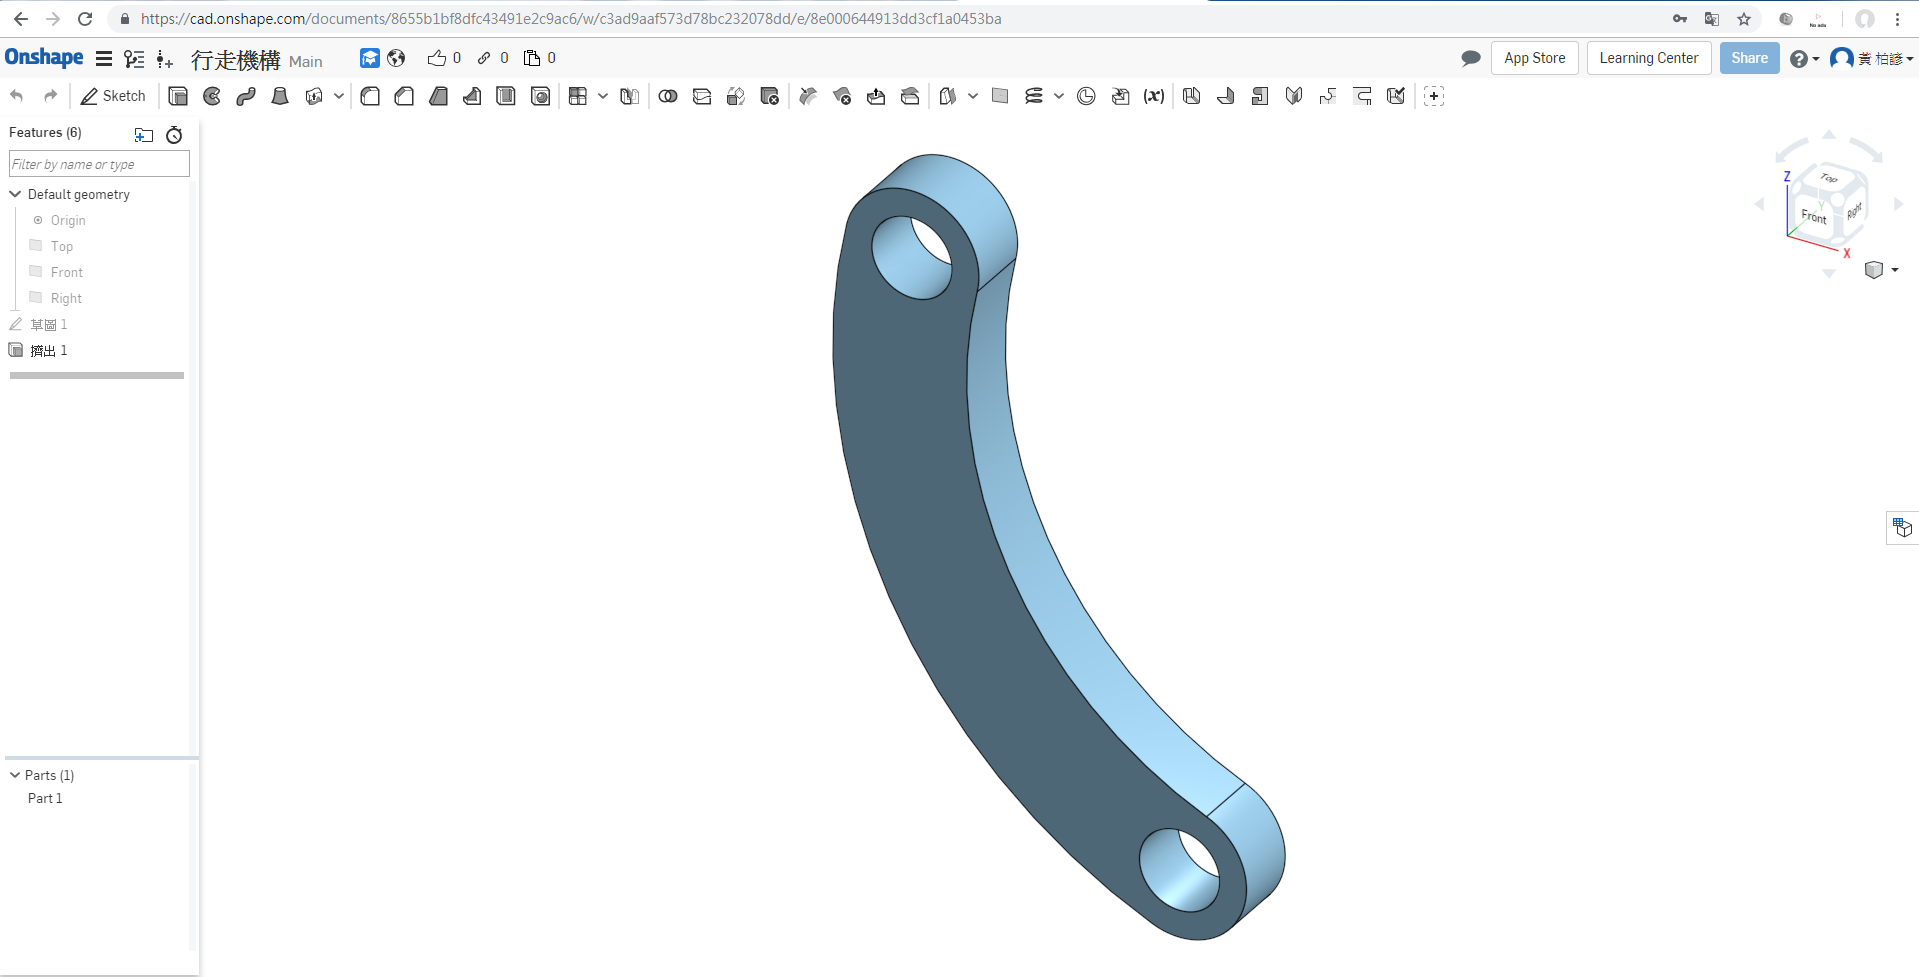 https://cad.onshape.com/documents/8655b1bf8dfc43491e2c9ac6/w/c3ad9aaf573d78bc232078dd/e/8e000644913dd3cf1a0453ba
No ads
Onshape 行走機構 Main 0 0 0 App Store Learning Center Share ? 黃 柏諺
Sketch (x)
Features (6)
Filter by name or type
Default geometry
Origin
Top
Front
Right
草圖 1
擠出 1
Z
Top
Front
Y
Right
X
Parts (1)
Part 1